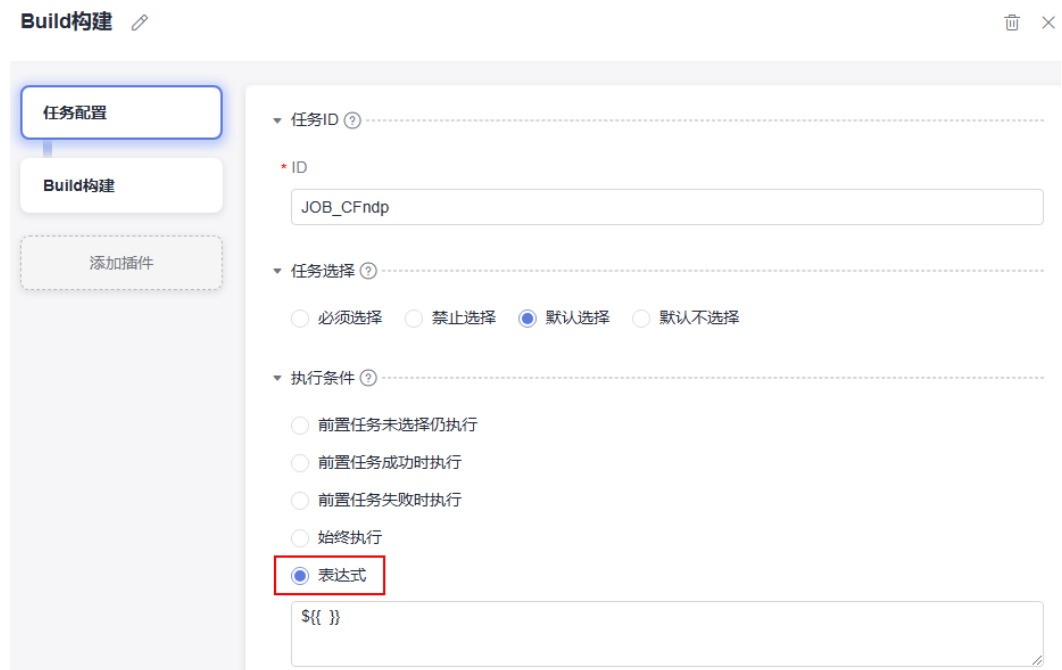 Build构建
任务配置
Build构建
添加插件
任务ID ?
* ID
JOB_CFndp
任务选择 ?
必须选择 禁止选择 默认选择 默认不选择
执行条件 ?
前置任务未选择仍执行
前置任务成功时执行
前置任务失败时执行
始终执行
表达式
${{ }}